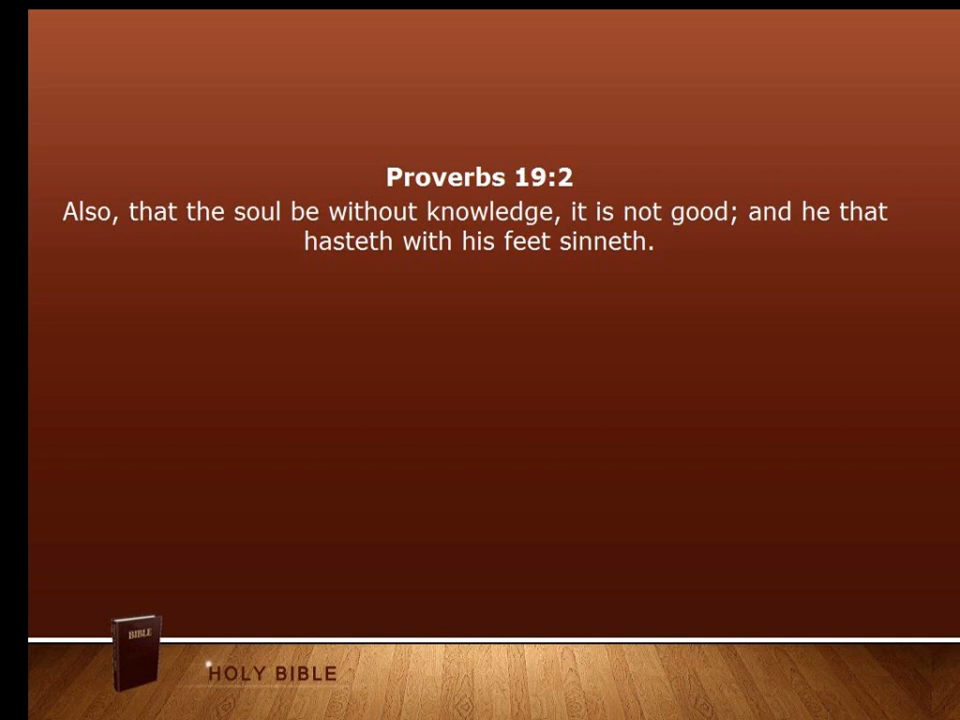 Proverbs 19:2
Also, that the soul be without knowledge, it is not good; and he that
hasteth with his feet sinneth.
BIBLE
HOLY BIBLE